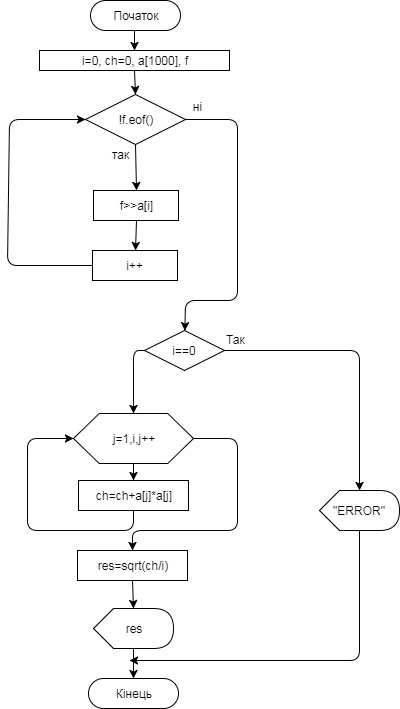 Початок
i=0, ch=0, a[1000], f
!f.eof()
ні
так
f>>a[i]
i++
i==0
Так
j=1,i,j++
ch=ch+a[j]*a[j]
"ERROR"
res=sqrt(ch/i)
res
Кінець